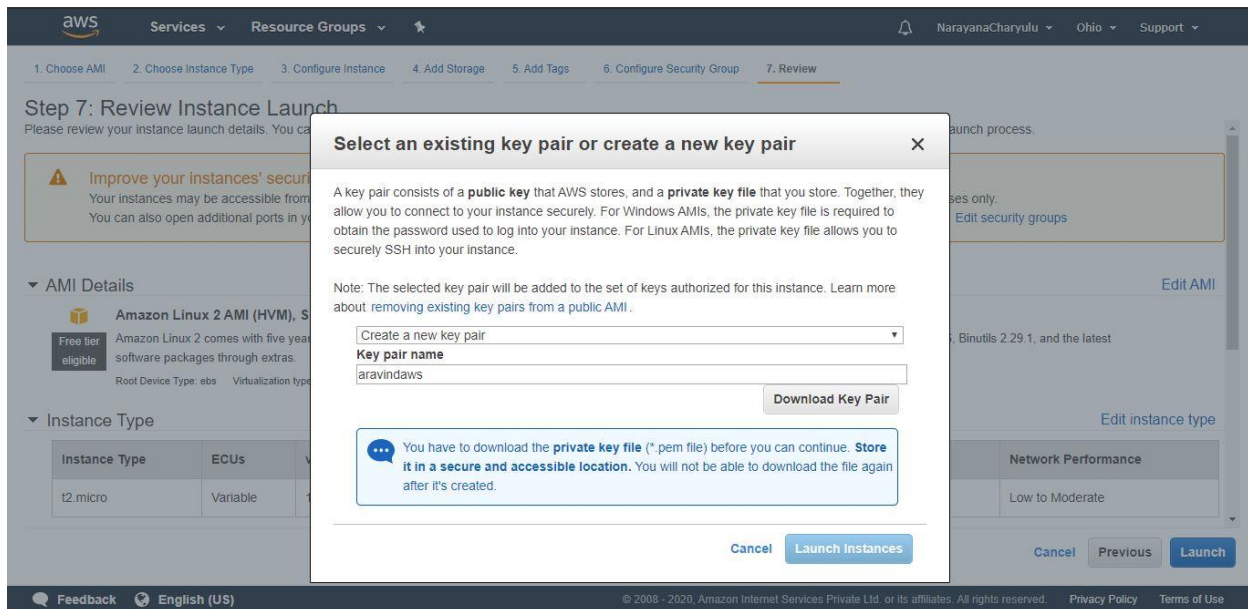 aws Services Resource Groups NarayanaCharyulu Ohio Support
1. Choose AMI 2. Choose Instance Type 3. Configure Instance 4. Add Storage 5. Add Tags 6. Configure Security Group 7. Review
Step 7: Review Instance Launch
Please review your instance launch details. You ca
aunch process.
Improve your instances' securi
Your instances may be accessible from
ses only.
You can also open additional ports in yo
Edit security groups
AMI Details
Edit AMI
Amazon Linux 2 AMI (HVM), S
Free tier
eligible
Amazon Linux 2 comes with five year
, Binutils 2.29.1, and the latest
software packages through extras.
Root Device Type: ebs Virtualization type
Instance Type
Edit instance type
Instance Type ECUs v
Network Performance
t2.micro Variable 1
Low to Moderate
Cancel Previous Launch
Select an existing key pair or create a new key pair
A key pair consists of a public key that AWS stores, and a private key file that you store. Together, they
allow you to connect to your instance securely. For Windows AMIs, the private key file is required to
obtain the password used to log into your instance. For Linux AMIs, the private key file allows you to
securely SSH into your instance.
Note: The selected key pair will be added to the set of keys authorized for this instance. Learn more
about removing existing key pairs from a public AMI .
Create a new key pair
Key pair name
aravindaws
Download Key Pair
You have to download the private key file (*.pem file) before you can continue. Store
it in a secure and accessible location. You will not be able to download the file again
after it's created.
Cancel Launch Instances
Feedback English (US)
© 2008 - 2020, Amazon Internet Services Private Ltd. or its affiliates. All rights reserved. Privacy Policy Terms of Use